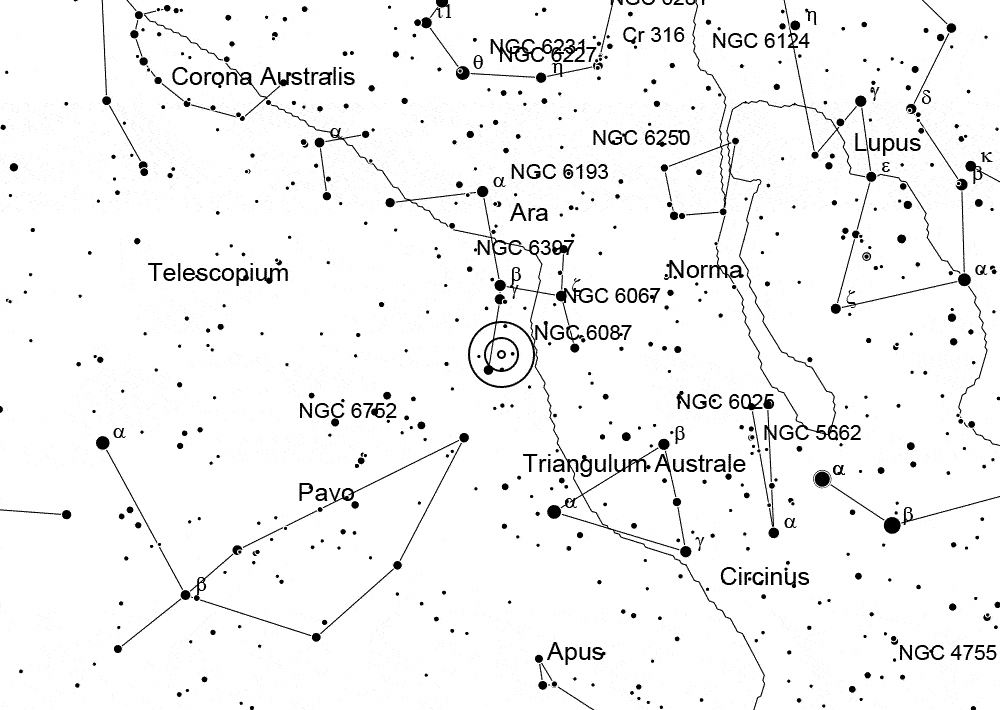 ι1
NGC 6231
Cr 316
η
NGC 6124
NGC 6227
θ
η
Corona Australis
γ
δ
α
NGC 6250
Lupus
κ
NGC 6193
α
ε
β
Ara
NGC 6397
Telescopium
β
γ
ζ
NGC 6067
Norma
α
ζ
NGC 6087
NGC 6752
NGC 6025
α
β
NGC 5662
Triangulum Australe
α
Pavo
α
β
α
γ
Circinus
β
Apus
NGC 4755